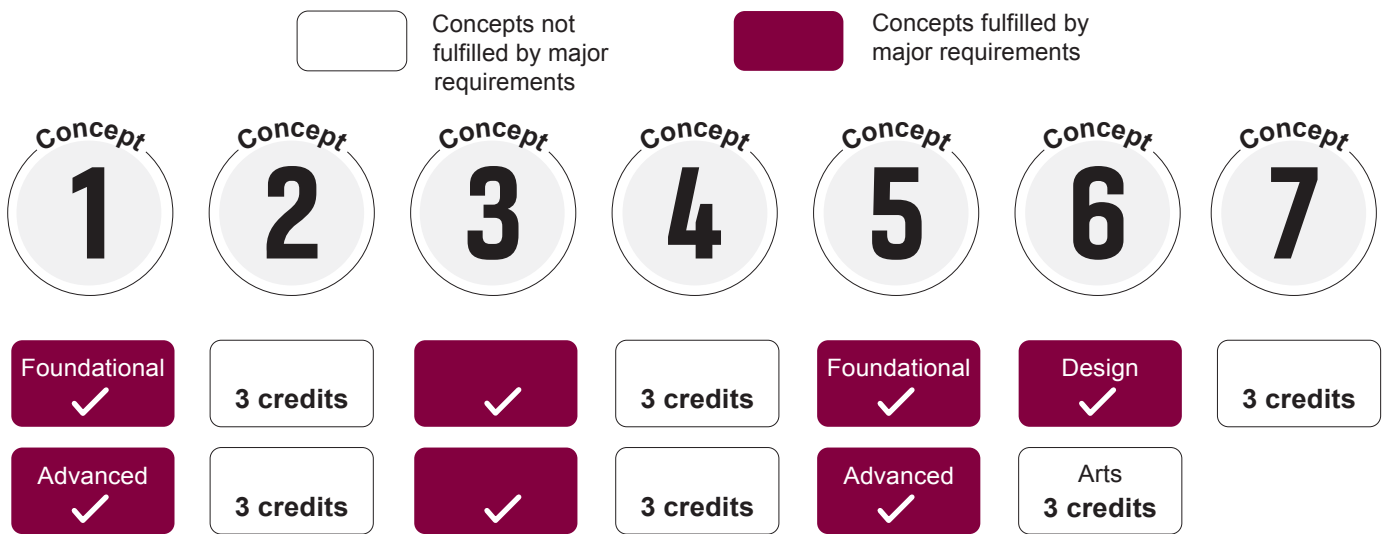 Concepts not
fulfilled by major
requirements
Concepts fulfilled by
major requirements
Concept
1
Concept
2
Concept
3
Concept
4
Concept
5
Concept
6
Concept
7
Foundational
3 credits
3 credits
Foundational
Design
3 credits
Advanced
3 credits
3 credits
Advanced
Arts
3 credits